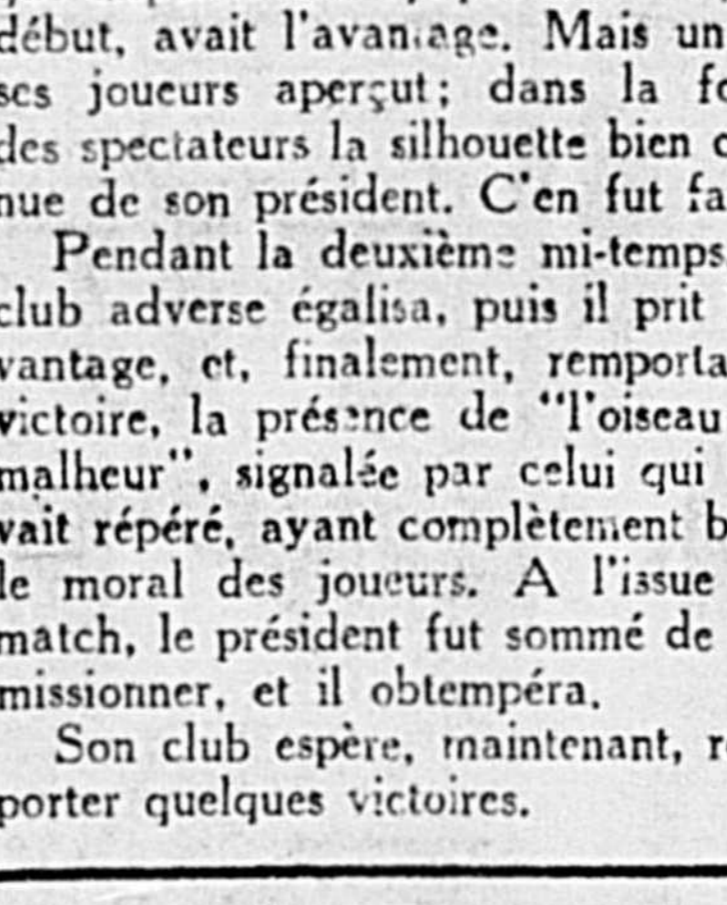 début, avait l'avantage. Mais un
ses joueurs aperçut; dans la fo
des spectateurs la silhouette bien c
nue de son président. C'en fut fa
Pendant la deuxième mi-temps
club adverse égalisa, puis il prit
vantage, et, finalement, remporta
victoire, la présence de "l'oiseau
malheur", signalée par celui qui
vait répéré, ayant complètement b
le moral des joueurs. A l'issue
match, le président fut sommé de
missionner, et il obtempéra.
Son club espère, maintenant, r
porter quelques victoires.